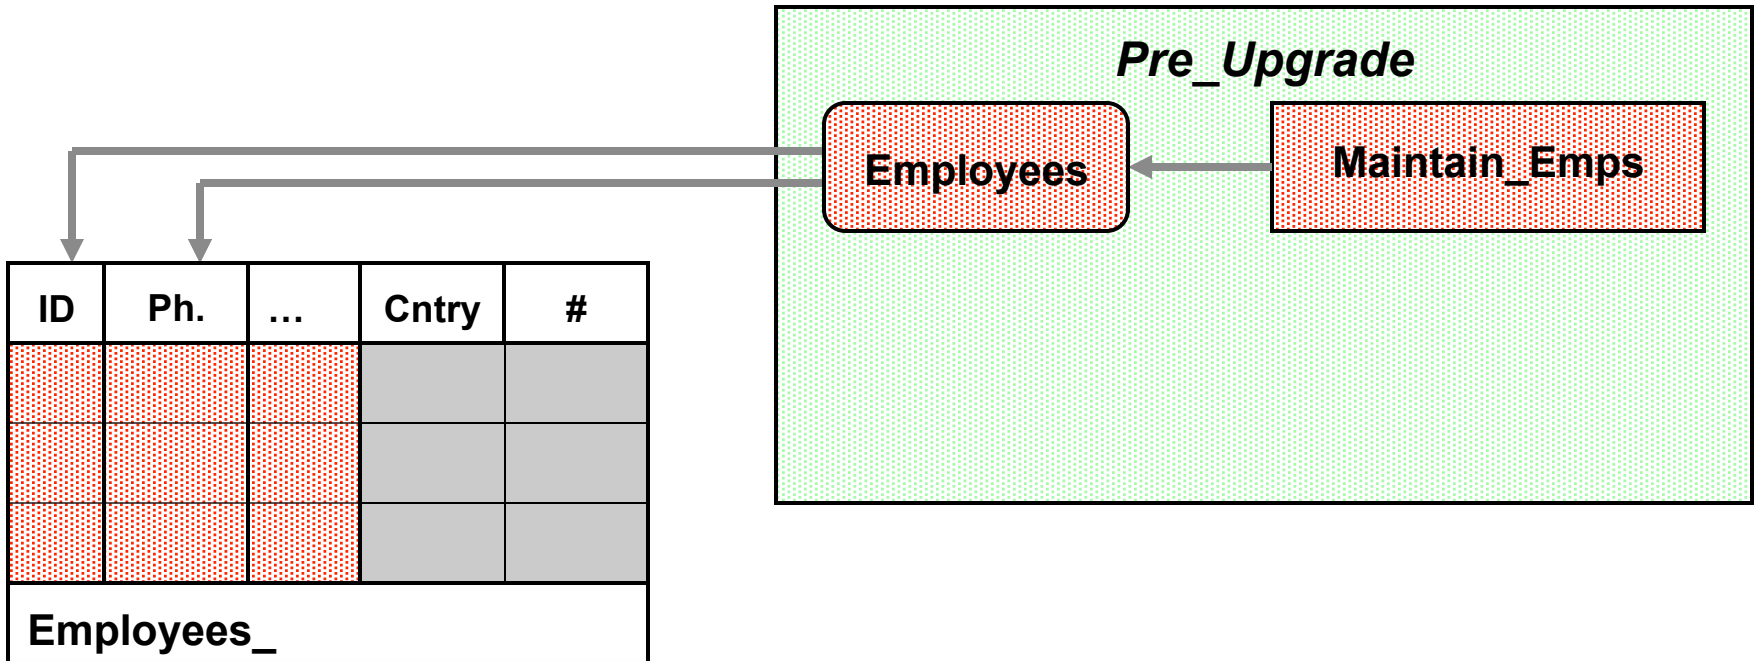 Pre_Upgrade
Employees
Maintain_Emps
ID Ph. … Cntry #
Employees_